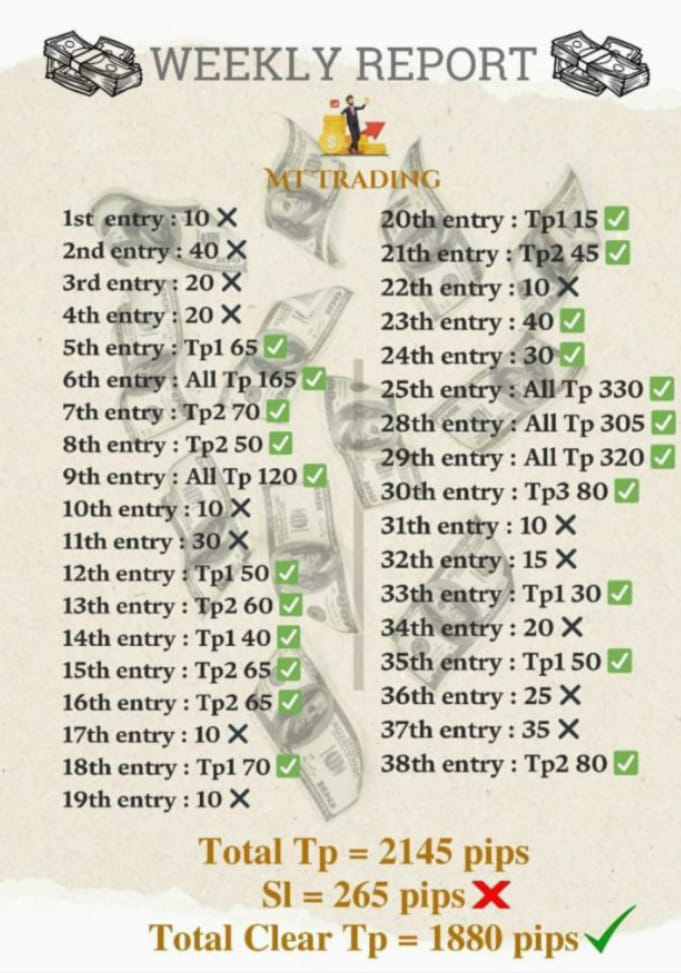 WEEKLY REPORT
MT TRADING
1st entry : 10 ❌
2nd entry : 40 ❌
3rd entry : 20 ❌
4th entry : 20 ❌
5th entry : Tp1 65 ✅
6th entry : All Tp 165 ✅
7th entry : Tp2 70 ✅
8th entry : Tp2 50 ✅
9th entry : All Tp 120 ✅
10th entry : 10 ❌
11th entry : 30 ❌
12th entry : Tp1 50 ✅
13th entry : Tp2 60 ✅
14th entry : Tp1 40 ✅
15th entry : Tp2 65 ✅
16th entry : Tp2 65 ✅
17th entry : 10 ❌
18th entry : Tp1 70 ✅
19th entry : 10 ❌
20th entry : Tp1 15 ✅
21th entry : Tp2 45 ✅
22th entry : 10 ❌
23th entry : 40 ✅
24th entry : 30 ✅
25th entry : All Tp 330 ✅
28th entry : All Tp 305 ✅
29th entry : All Tp 320 ✅
30th entry : Tp3 80 ✅
31th entry : 10 ❌
32th entry : 15 ❌
33th entry : Tp1 30 ✅
34th entry : 20 ❌
35th entry : Tp1 50 ✅
36th entry : 25 ❌
37th entry : 35 ❌
38th entry : Tp2 80 ✅
Total Tp = 2145 pips
Sl = 265 pips ❌
Total Clear Tp = 1880 pips ✓